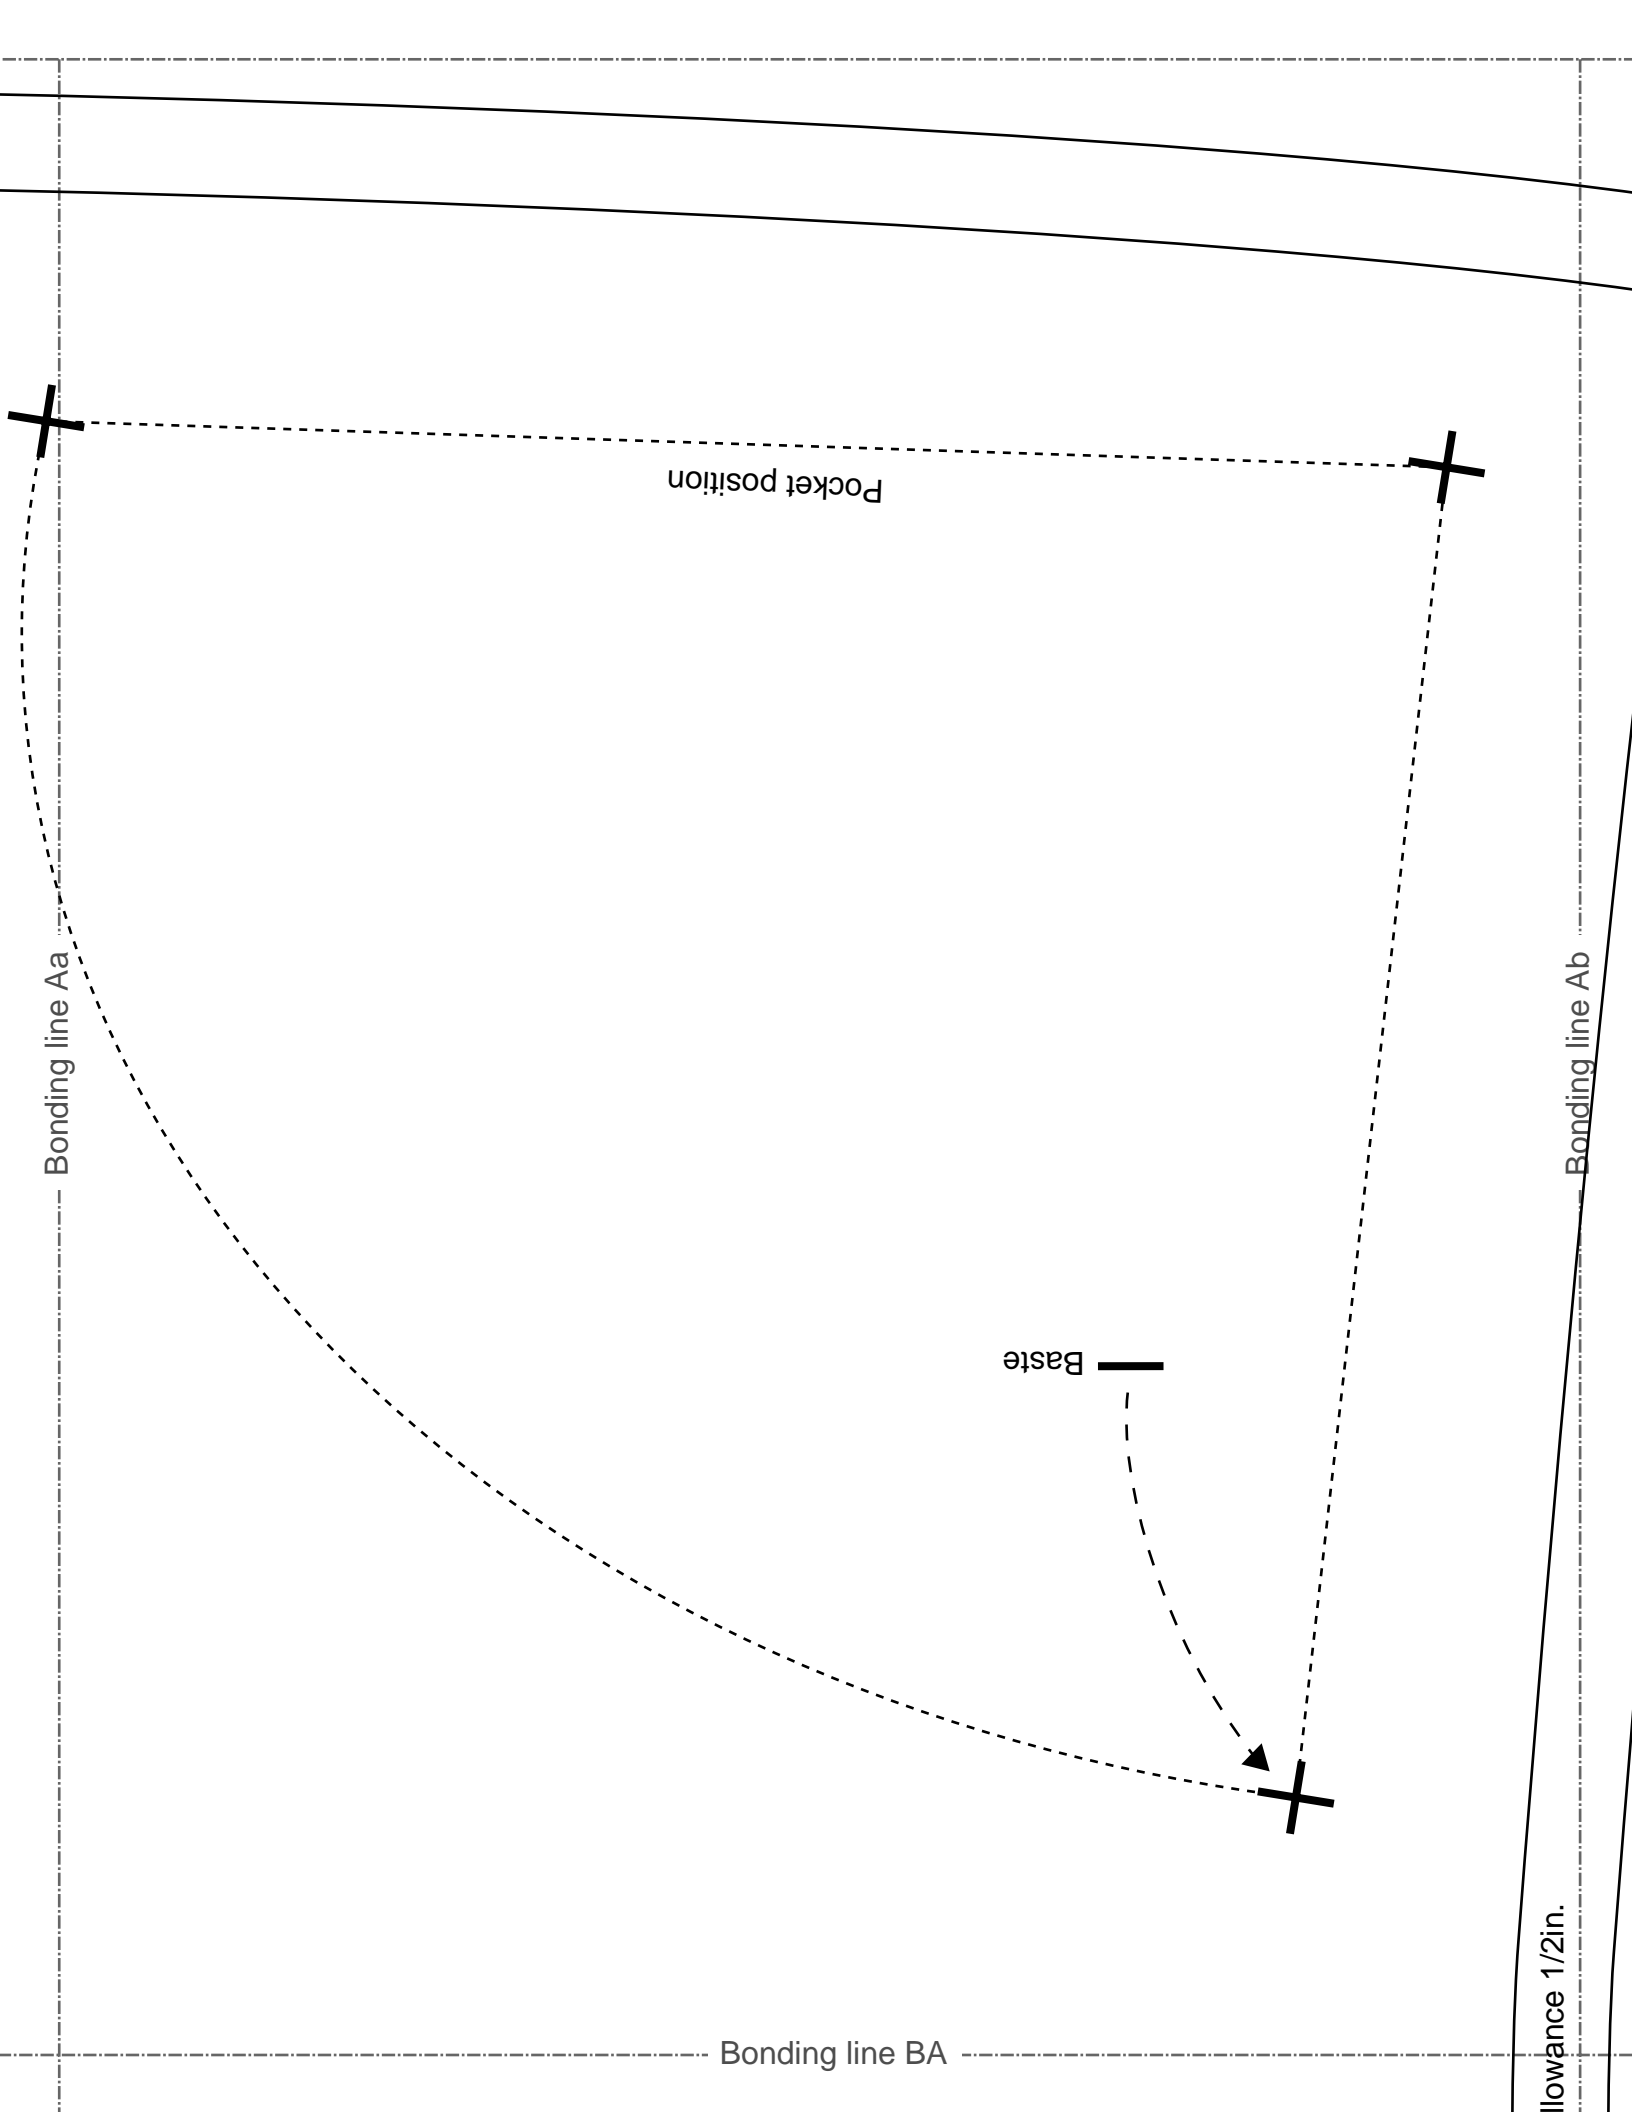 Pocket position
Bonding line Aa
Bonding line Ab
Baste
llowance 1/2in.
Bonding line BA